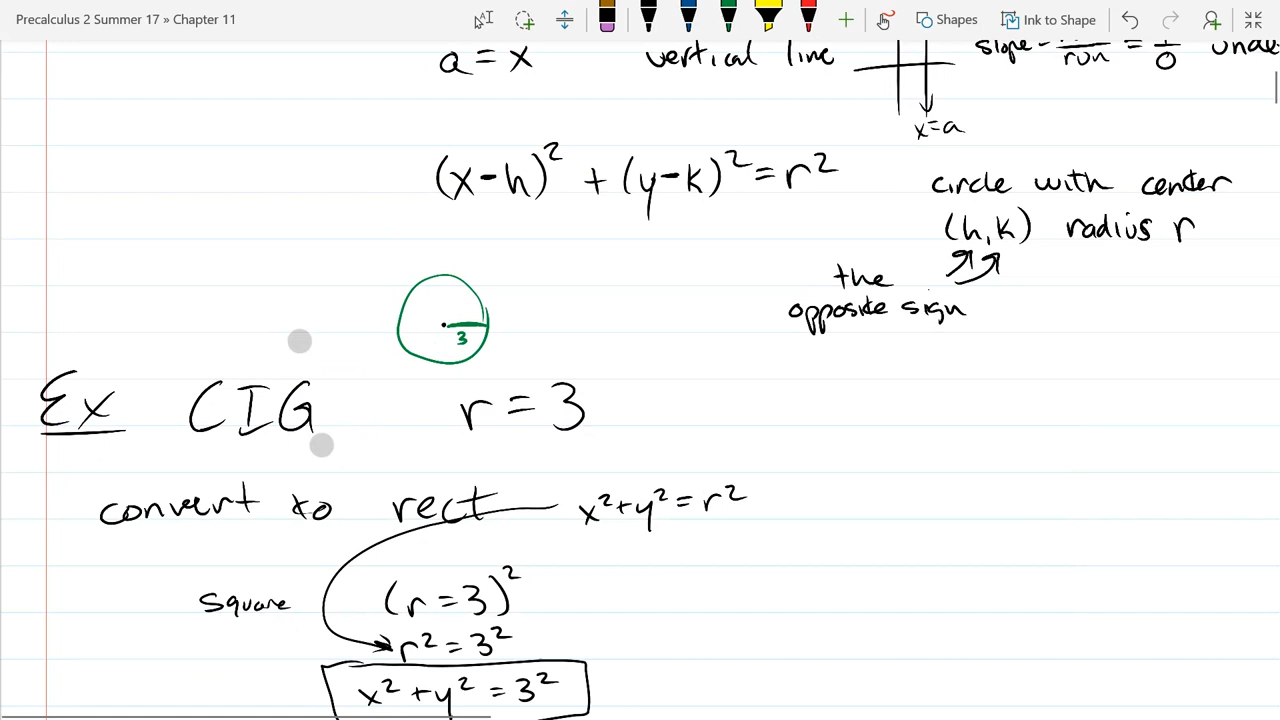 Precalculus 2 Summer 17 » Chapter 11
Shapes
Ink to Shape
a = x vertical line slope = run = 1/0 unde
x=a
(x-h)² + (y-k)² = r²
circle with center
(h,k) radius r
the
opposite sign
3
Ex CIG r = 3
convert to rect x²+y²=r²
square (r=3)²
r² = 3²
x² + y² = 3²